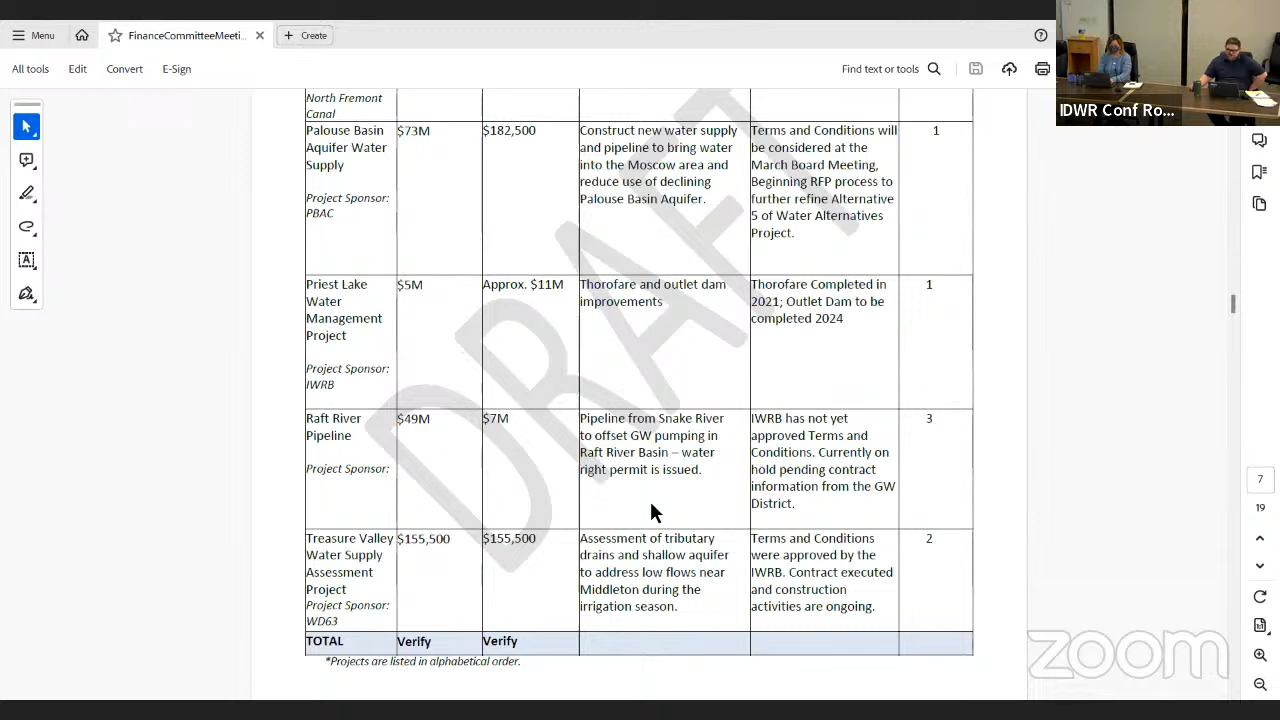 Menu
FinanceCommitteeMeeti...
Create
All tools
Edit
Convert
E-Sign
Find text or tools
IDWR Conf Ro...
North Fremont
Canal
Palouse Basin
Aquifer Water
Supply
Project Sponsor:
PBAC
$73M
$182,500
Construct new water supply
and pipeline to bring water
into the Moscow area and
reduce use of declining
Palouse Basin Aquifer.
Terms and Conditions will
be considered at the
March Board Meeting,
Beginning RFP process to
further refine Alternative
5 of Water Alternatives
Project.
1
Priest Lake
Water
Management
Project
Project Sponsor:
IWRB
$5M
Approx. $11M
Thorofare and outlet dam
improvements
Thorofare Completed in
2021; Outlet Dam to be
completed 2024
1
Raft River
Pipeline
Project Sponsor:
$49M
$7M
Pipeline from Snake River
to offset GW pumping in
Raft River Basin – water
right permit is issued.
IWRB has not yet
approved Terms and
Conditions. Currently on
hold pending contract
information from the GW
District.
3
Treasure Valley
Water Supply
Assessment
Project
Project Sponsor:
WD63
$155,500
$155,500
Assessment of tributary
drains and shallow aquifer
to address low flows near
Middleton during the
irrigation season.
Terms and Conditions
were approved by the
IWRB. Contract executed
and construction
activities are ongoing.
2
TOTAL
Verify
Verify
*Projects are listed in alphabetical order.
DRAFT
7
19
zoom